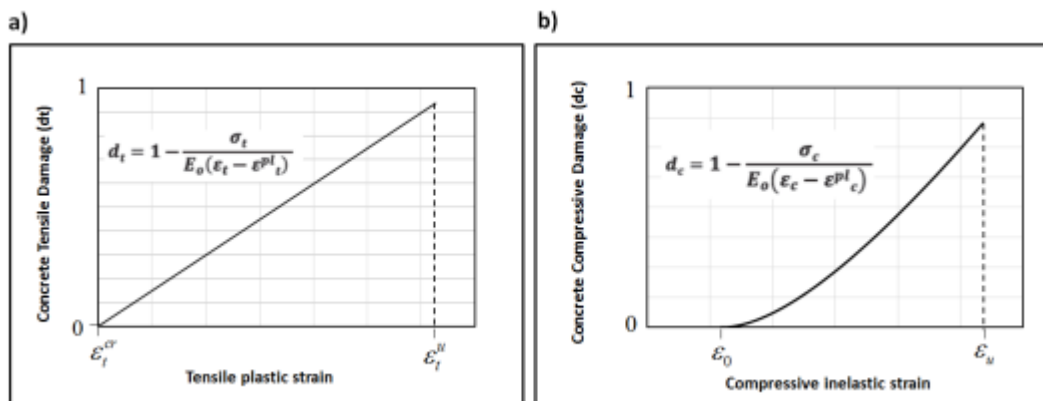 a)
Concrete Tensile Damage (dt)
1
d_t = 1 − σ_t / E_o(ε_t − ε^pl_t)
0
ε_t^cr
ε_t^u
Tensile plastic strain
b)
Concrete Compressive Damage (dc)
1
d_c = 1 − σ_c / E_o(ε_c − ε^pl_c)
0
ε_0
ε_u
Compressive inelastic strain